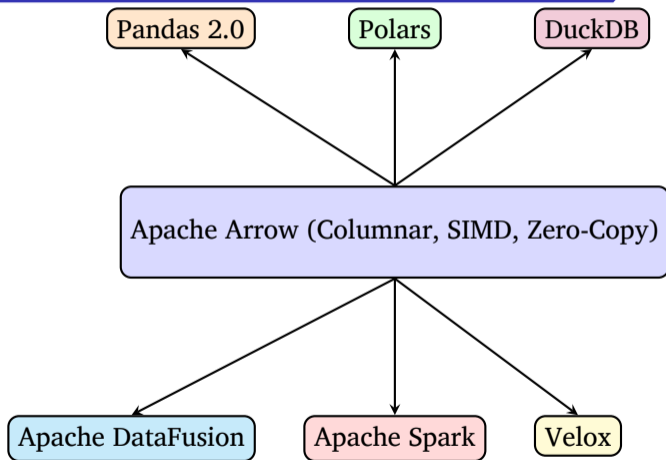 Pandas 2.0
Polars
DuckDB
Apache Arrow (Columnar, SIMD, Zero-Copy)
Apache DataFusion
Apache Spark
Velox